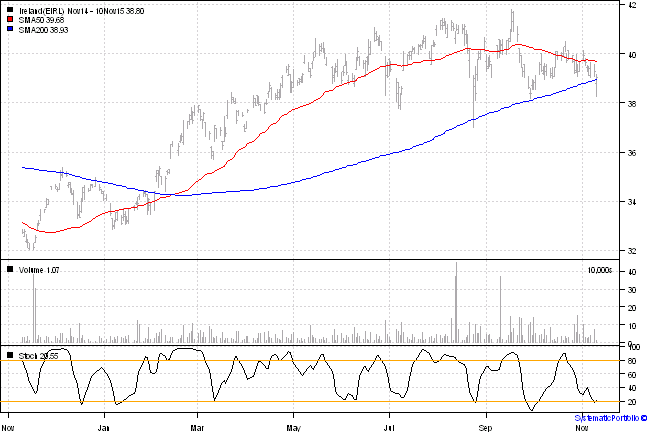 Ireland(EIRL) Nov14 - 10Nov15 38.80
SMA50 39.68
SMA200 38.93
42
40
38
36
34
32
Volume 1.07
10,000s
40
30
20
10
0
Stoch 20.55
100
80
60
40
20
Nov Jan Mar May Jul Sep Nov
SystematicPortfolio ©